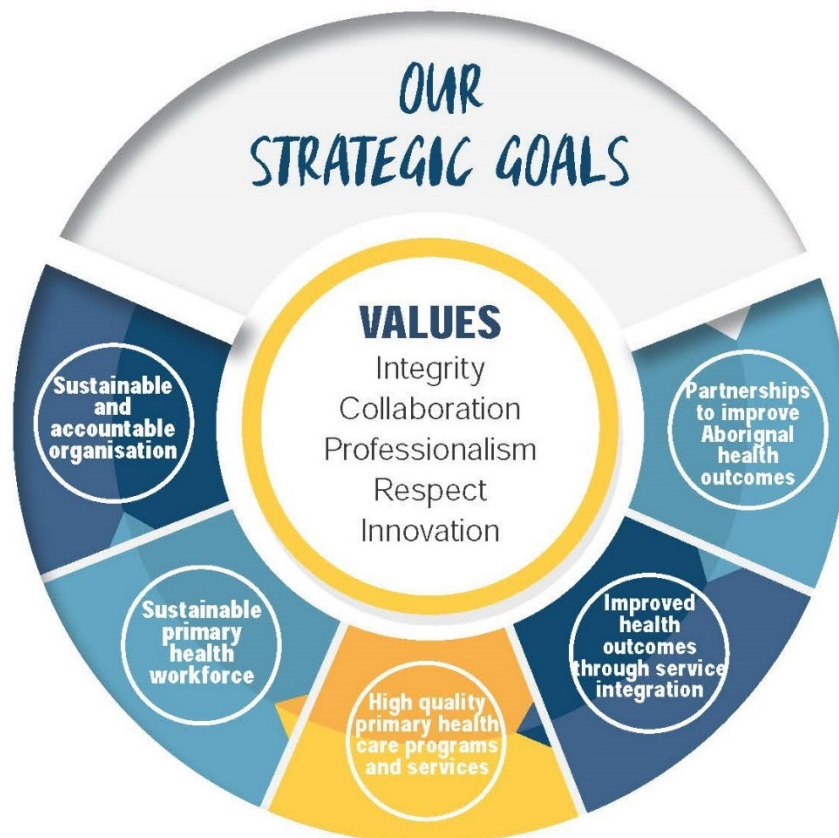 OUR
STRATEGIC GOALS
VALUES
Integrity
Collaboration
Professionalism
Respect
Innovation
Sustainable
and
accountable
organisation
Sustainable
primary
health
workforce
High quality
primary health
care programs
and services
Improved
health
outcomes
through service
integration
Partnerships
to improve
Aborignal
health
outcomes